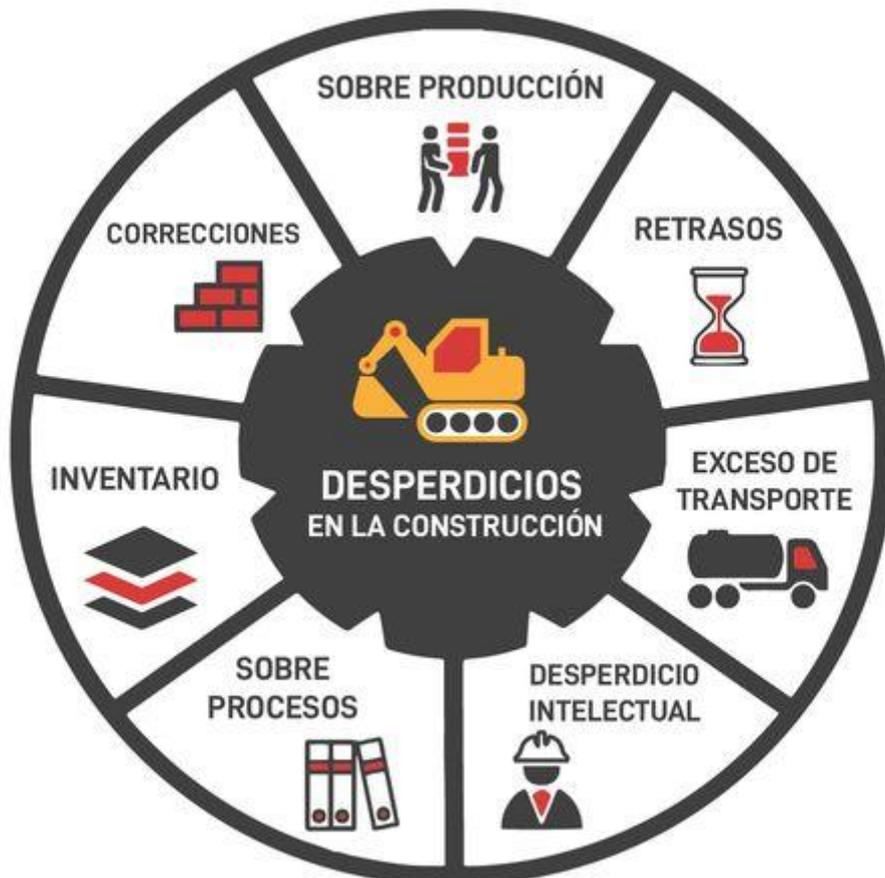 SOBRE PRODUCCIÓN
RETRASOS
EXCESO DE
TRANSPORTE
DESPERDICIO
INTELECTUAL
SOBRE
PROCESOS
INVENTARIO
CORRECCIONES
DESPERDICIOS
EN LA CONSTRUCCIÓN